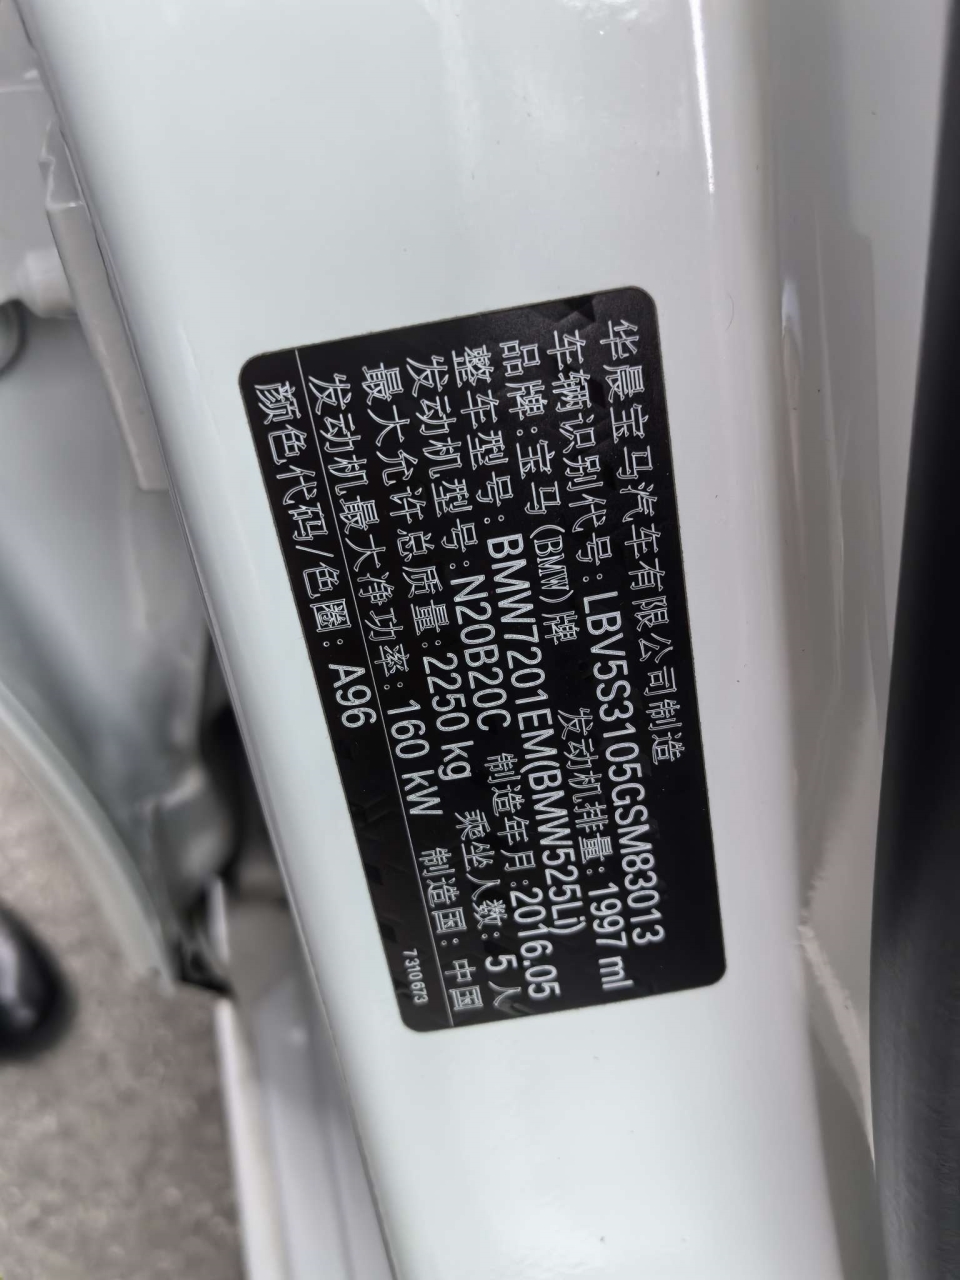 华晨宝马汽车有限公司制造
车辆识别代号:LBV5S3105GSM83013
品牌:宝马(BMW)牌 发动机排量:1997 ml
整车型号:BMW7201EM(BMW525Li)
发动机型号:N20B20C 制造年月:2016.05
最大允许总质量:2250 kg 乘坐人数:5人
发动机最大净功率:160 kW 制造国:中国
颜色代码/色圈:A96 7310673